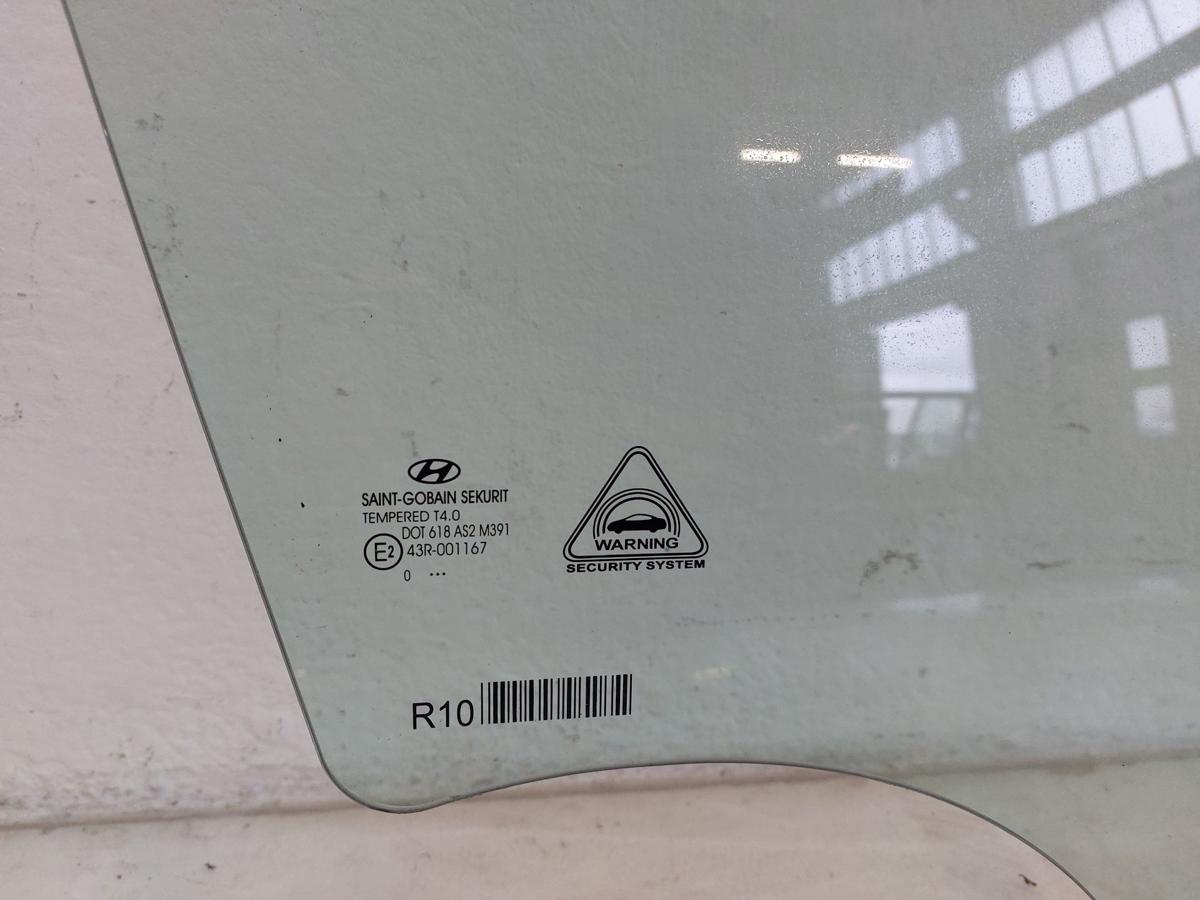 SAINT-GOBAIN SEKURIT
TEMPERED T4.0
DOT 618 AS2 M391
E2 43R-001167
0 ...
WARNING
SECURITY SYSTEM
R10